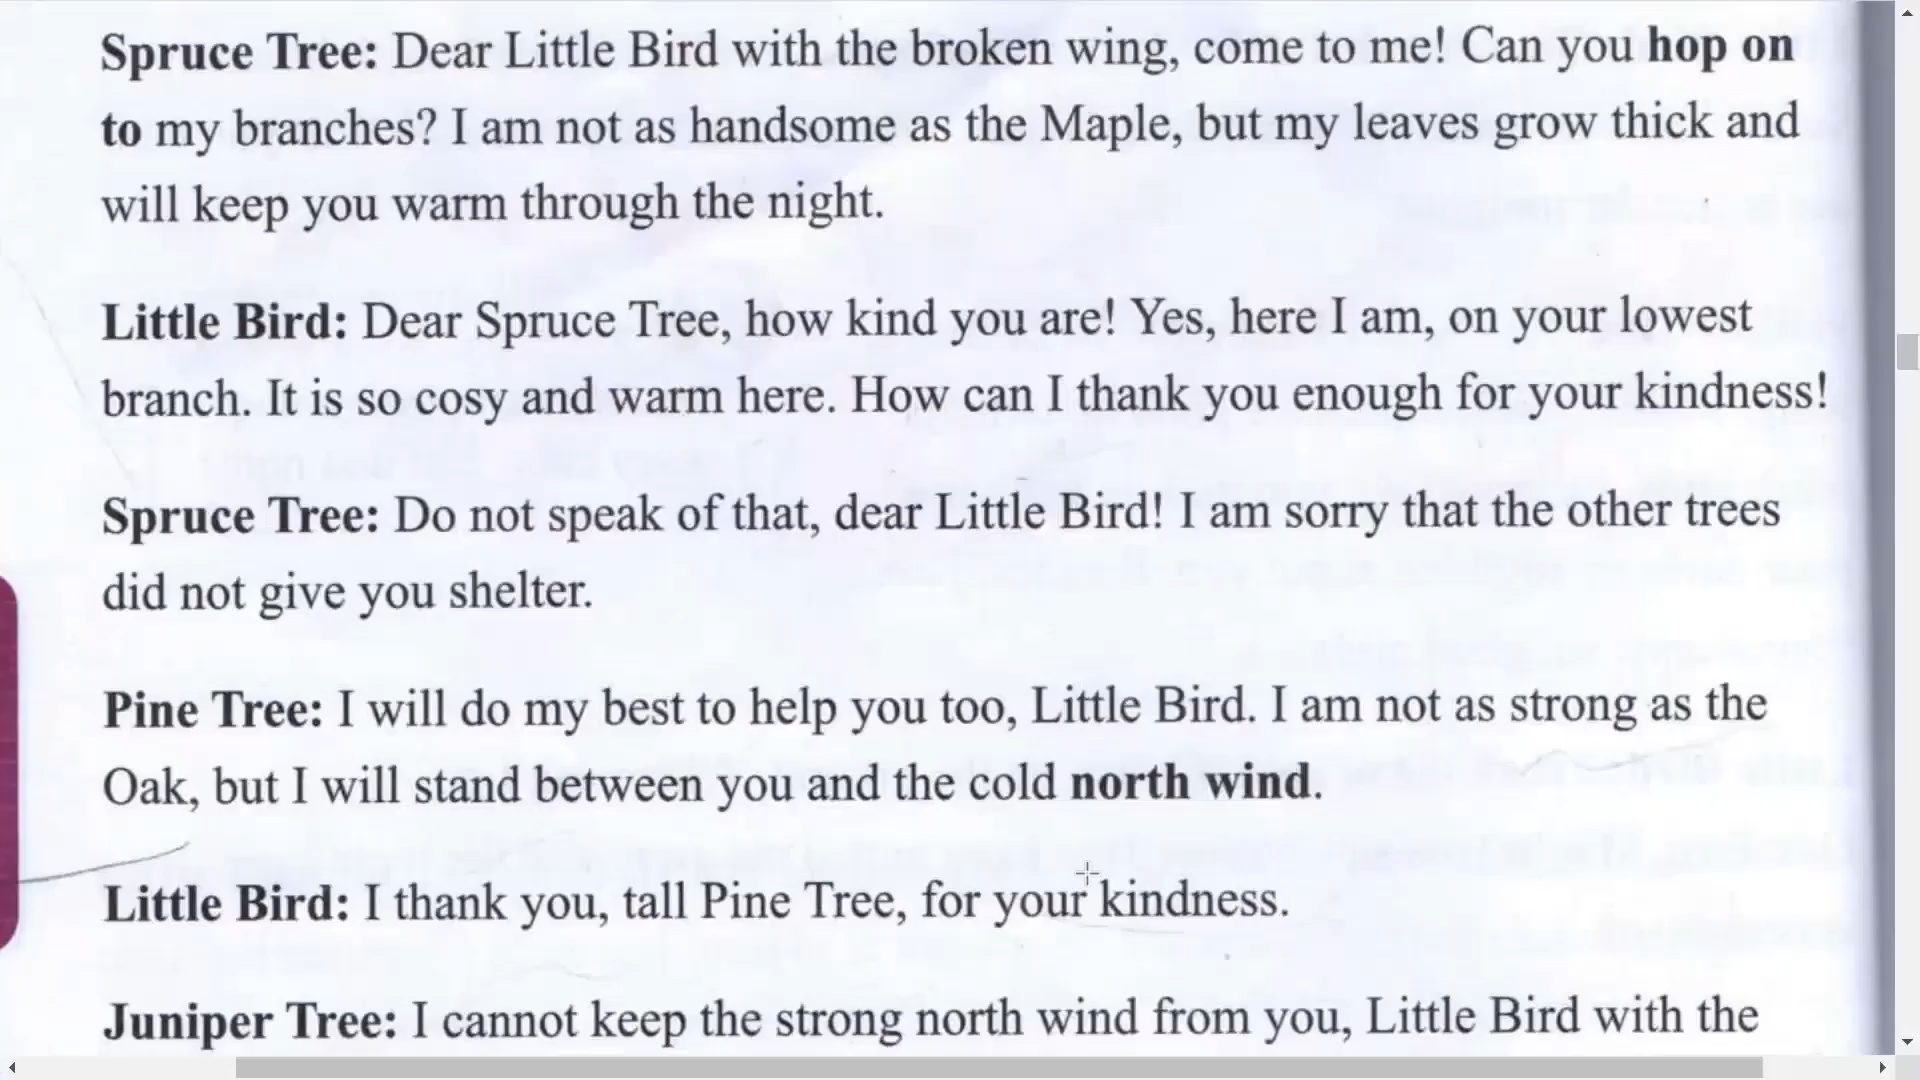 Spruce Tree: Dear Little Bird with the broken wing, come to me! Can you hop on
to my branches? I am not as handsome as the Maple, but my leaves grow thick and
will keep you warm through the night.
Little Bird: Dear Spruce Tree, how kind you are! Yes, here I am, on your lowest
branch. It is so cosy and warm here. How can I thank you enough for your kindness!
Spruce Tree: Do not speak of that, dear Little Bird! I am sorry that the other trees
did not give you shelter.
Pine Tree: I will do my best to help you too, Little Bird. I am not as strong as the
Oak, but I will stand between you and the cold north wind.
Little Bird: I thank you, tall Pine Tree, for your kindness.
Juniper Tree: I cannot keep the strong north wind from you, Little Bird with the